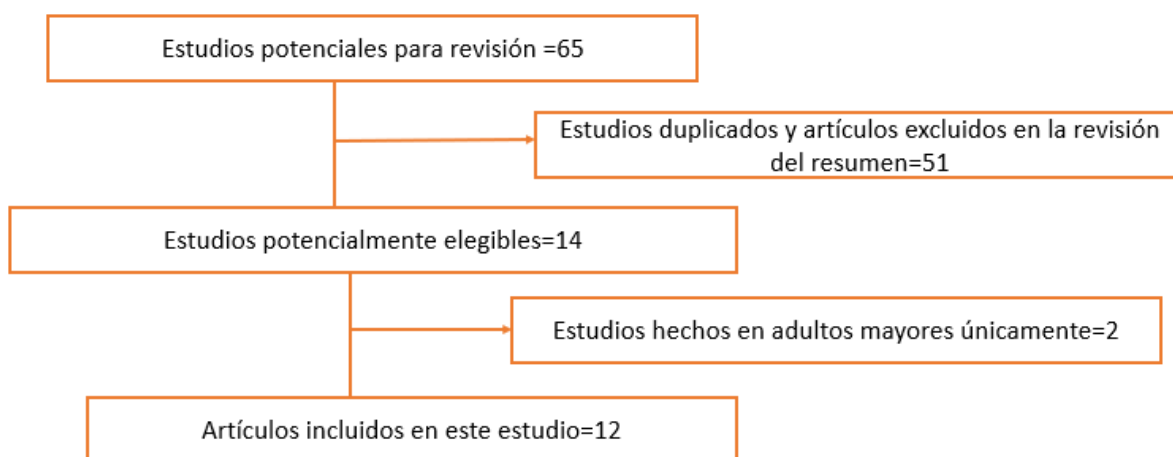 Estudios potenciales para revisión =65
Estudios duplicados y artículos excluidos en la revisión
del resumen=51
Estudios potencialmente elegibles=14
Estudios hechos en adultos mayores únicamente=2
Artículos incluidos en este estudio=12